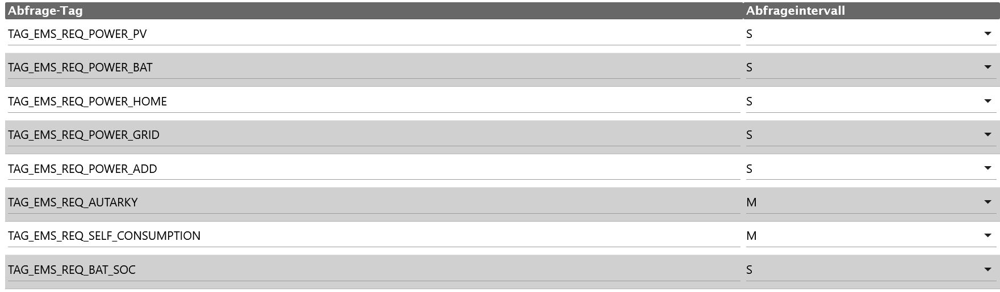 Abfrage-Tag Abfrageintervall
TAG_EMS_REQ_POWER_PV S
TAG_EMS_REQ_POWER_BAT S
TAG_EMS_REQ_POWER_HOME S
TAG_EMS_REQ_POWER_GRID S
TAG_EMS_REQ_POWER_ADD S
TAG_EMS_REQ_AUTARKY M
TAG_EMS_REQ_SELF_CONSUMPTION M
TAG_EMS_REQ_BAT_SOC S